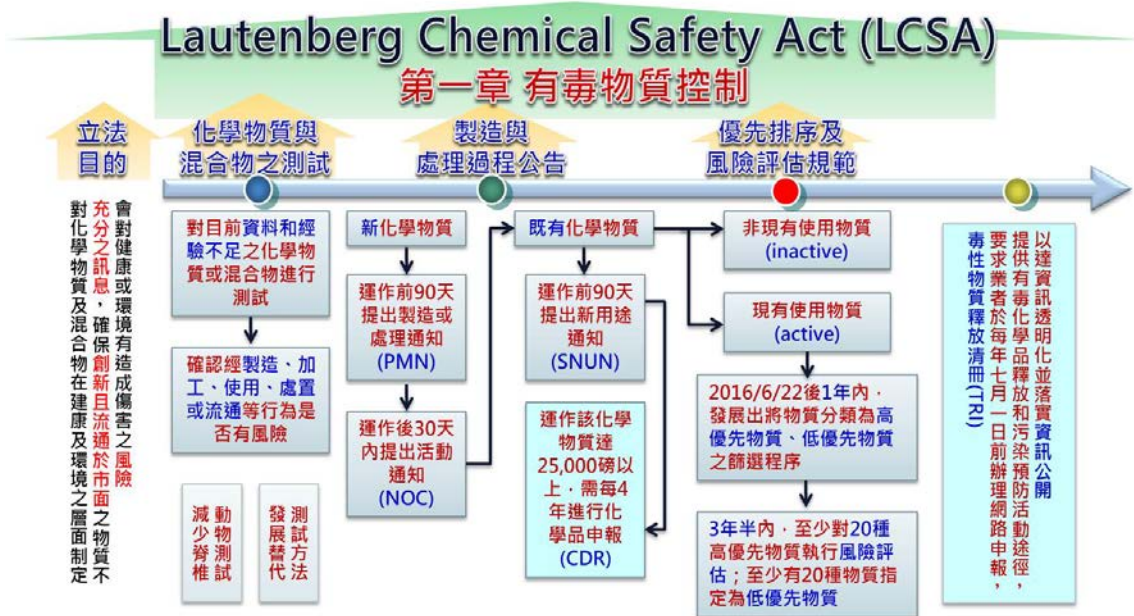 Lautenberg Chemical Safety Act (LCSA)
第一章 有毒物質控制
立法
目的
化學物質與
混合物之測試
製造與
處理過程公告
優先排序及
風險評估規範
對化學物質及混合物在建康及環境之層面制定
充分之訊息，確保創新且流通於市面之物質不
會對健康或環境有造成傷害之風險
對目前資料和經
驗不足之化學物
質或混合物進行
測試
確認經製造、加
工、使用、處置
或流通等行為是
否有風險
減少脊椎
動物測試
發展替代
測試方法
新化學物質
運作前90天
提出製造或
處理通知
(PMN)
運作後30天
內提出活動
通知
(NOC)
既有化學物質
運作前90天
提出新用途
通知
(SNUN)
運作該化學
物質達
25,000磅以
上，需每4
年進行化
學品申報
(CDR)
非現有使用物質
(inactive)
現有使用物質
(active)
2016/6/22後1年內，
發展出將物質分類為高
優先物質、低優先物質
之篩選程序
3年半內，至少對20種
高優先物質執行風險評
估；至少有20種物質指
定為低優先物質
毒性物質釋放清冊(TRI)
要求業者於每年七月一日前辦理網路申報，
提供有毒化學品釋放和污染預防活動途徑，
以達資訊透明化並落實資訊公開